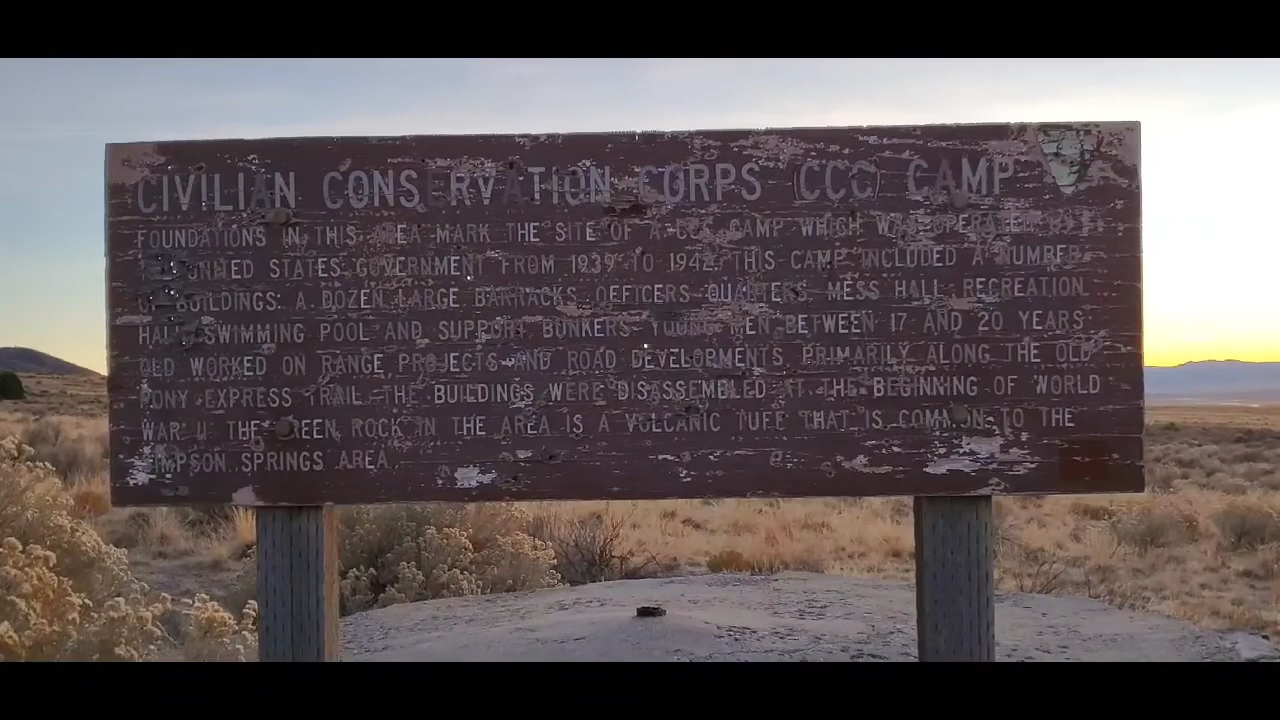 CIVILIAN CONSERVATION CORPS (CCC) CAMP
FOUNDATIONS IN THIS AREA MARK THE SITE OF A CCC CAMP WHICH WAS OPERATED BY
UNITED STATES GOVERNMENT FROM 1939 TO 1942. THIS CAMP INCLUDED A NUMBER
OF BUILDINGS: A DOZEN LARGE BARRACKS, OFFICERS QUARTERS, MESS HALL, RECREATION
HALL, SWIMMING POOL AND SUPPORT BUNKERS. YOUNG MEN BETWEEN 17 AND 20 YEARS
OLD WORKED ON RANGE PROJECTS AND ROAD DEVELOPMENTS PRIMARILY ALONG THE OLD
PONY EXPRESS TRAIL. THE BUILDINGS WERE DISASSEMBLED AT THE BEGINNING OF WORLD
WAR II. THE GREEN ROCK IN THE AREA IS A VOLCANIC TUFF THAT IS COMMON TO THE
SIMPSON SPRINGS AREA.